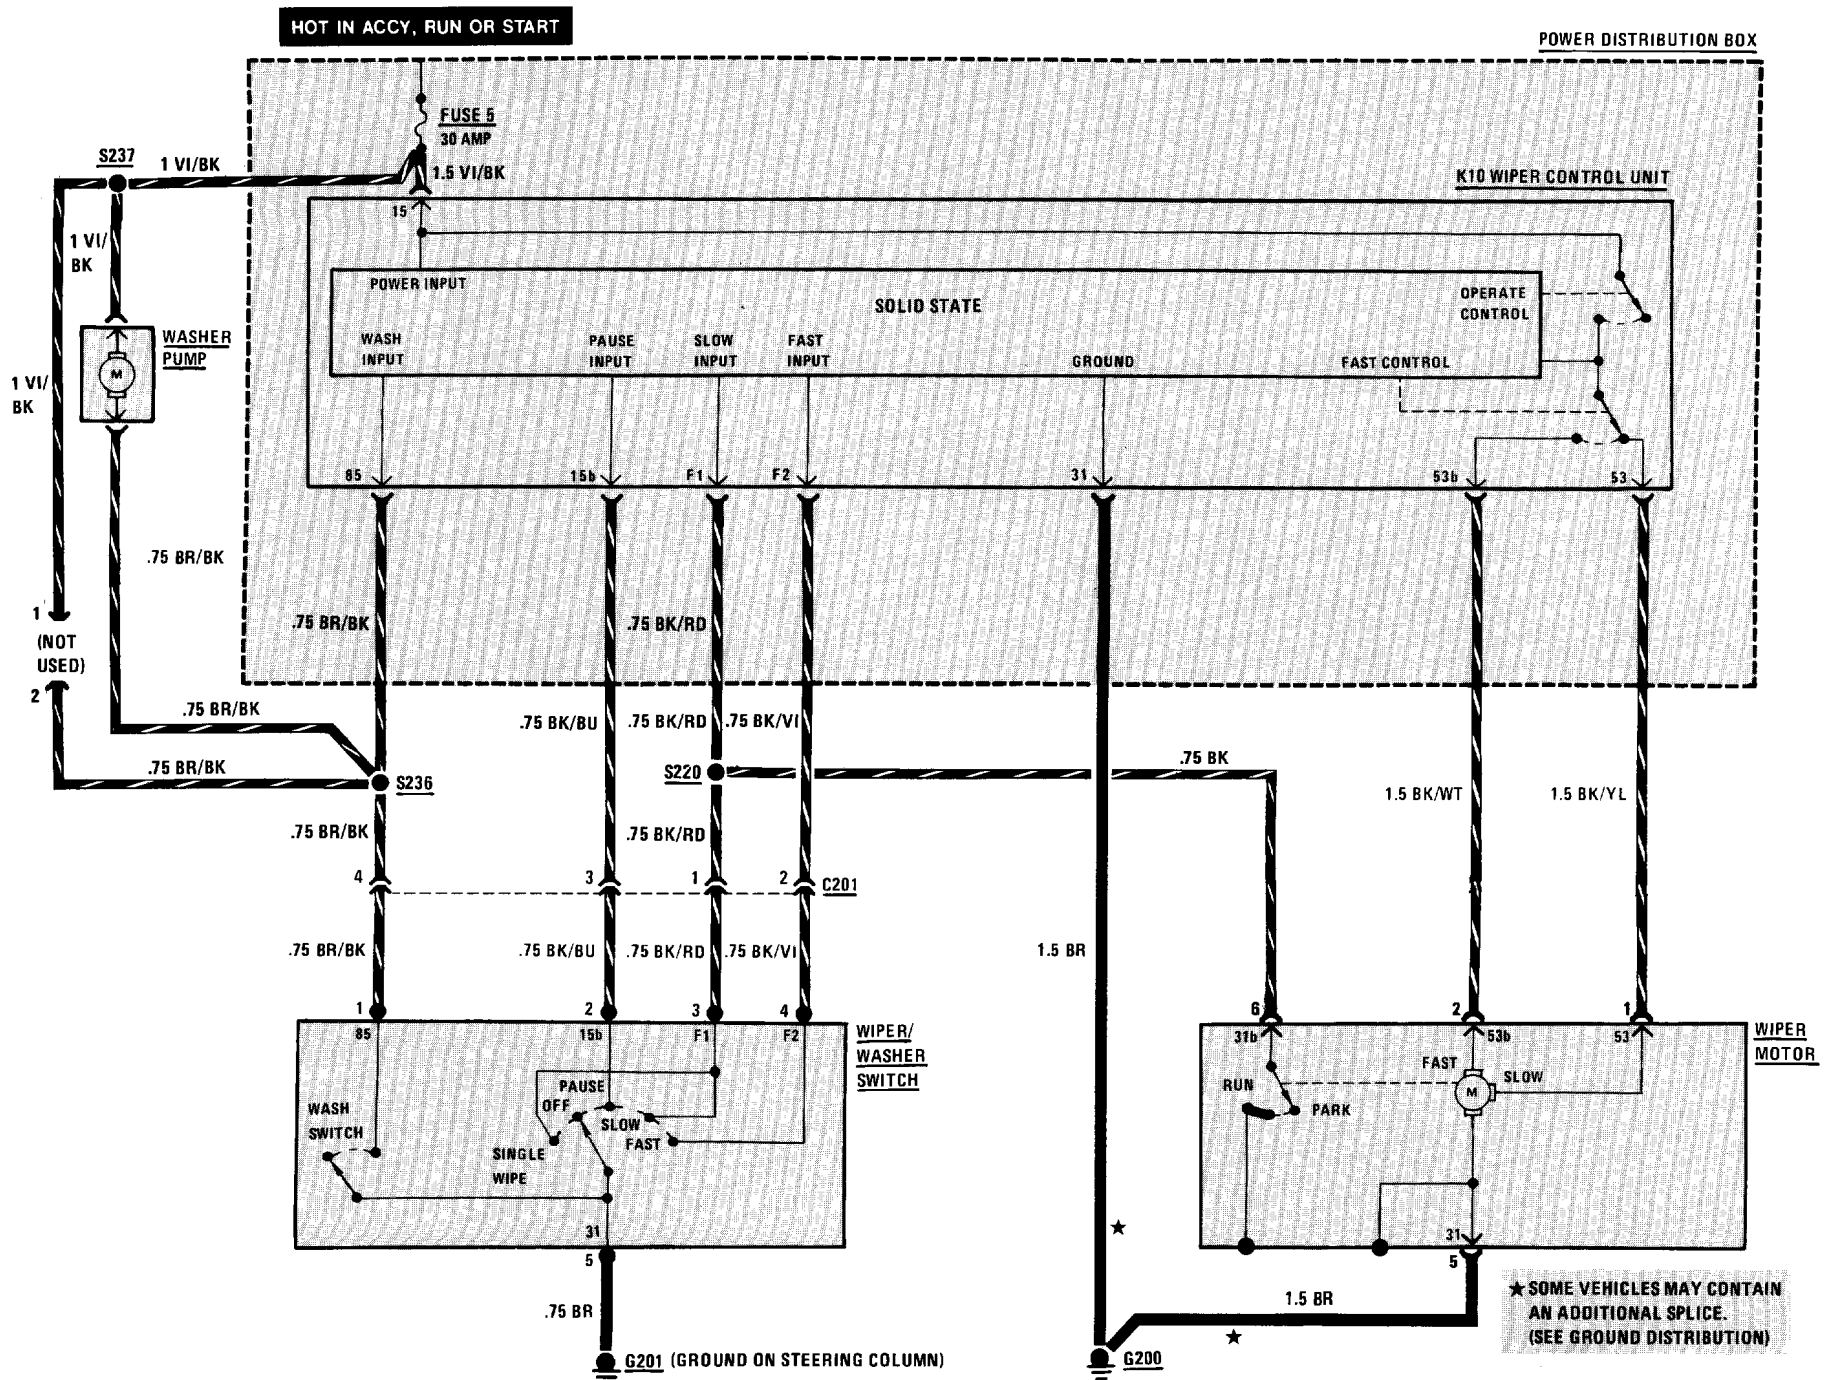 HOT IN ACCY, RUN OR START
POWER DISTRIBUTION BOX
FUSE 5
30 AMP
S237
1 VI/BK
1.5 VI/BK
K10 WIPER CONTROL UNIT
15
1 VI/
BK
POWER INPUT
SOLID STATE
OPERATE
CONTROL
WASHER
PUMP
M
WASH
INPUT
PAUSE
INPUT
SLOW
INPUT
FAST
INPUT
GROUND
FAST CONTROL
1 VI/
BK
85
15b
F1
F2
31
53b
53
.75 BR/BK
1
(NOT
USED)
2
.75 BR/BK
.75 BK/RD
.75 BR/BK
.75 BK/BU
.75 BK/RD
.75 BK/VI
.75 BR/BK
S236
S220
.75 BK
1.5 BK/WT
1.5 BK/YL
.75 BR/BK
.75 BK/RD
4
3
1
2
C201
.75 BR/BK
.75 BK/BU
.75 BK/RD
.75 BK/VI
1.5 BR
1
2
3
4
6
2
1
85
15b
F1
F2
WIPER/
WASHER
SWITCH
31b
53b
53
WIPER
MOTOR
FAST
SLOW
M
RUN
PARK
PAUSE
OFF
SLOW
FAST
WASH
SWITCH
SINGLE
WIPE
31
5
31
5
★
.75 BR
1.5 BR
★
★ SOME VEHICLES MAY CONTAIN
AN ADDITIONAL SPLICE.
(SEE GROUND DISTRIBUTION)
G201 (GROUND ON STEERING COLUMN)
G200